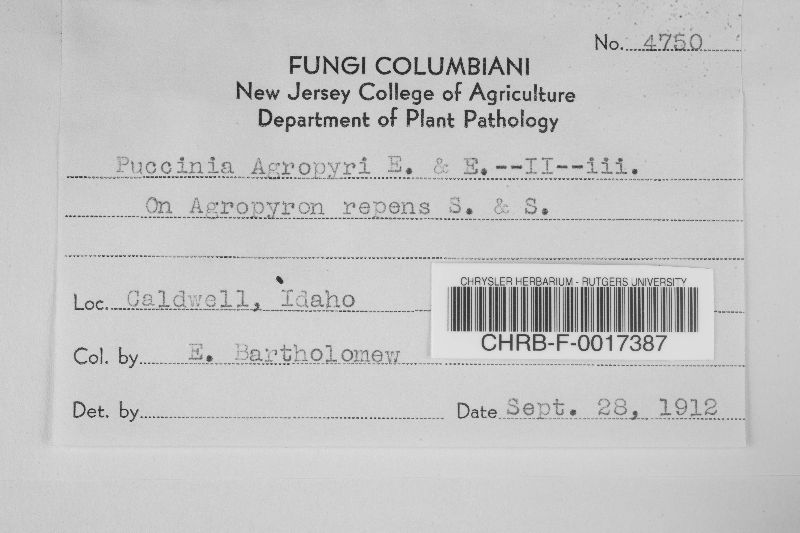 No. 4750
FUNGI COLUMBIANI
New Jersey College of Agriculture
Department of Plant Pathology
Puccinia Agropyri E. & E.--II--iii.
On Agropyron repens S. & S.
Loc. Caldwell, Idaho
CHRYSLER HERBARIUM - RUTGERS UNIVERSITY
CHRB-F-0017387
Col. by E. Bartholomew
Det. by
Date Sept. 28, 1912